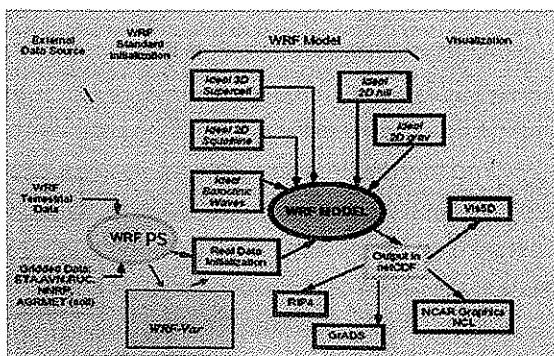 External
Data Source
WRF
Standard
Initialization
WRF Model
Visualization
Ideal 3D
Supercell
Ideal
2D hill
Ideal 2D
Squall line
Ideal
2D grav
Ideal
Baroclinic
Waves
WRF
Terrestrial
Data
WRF MODEL
Vis5D
WRF PS
Real Data
Initialization
Output in
netCDF
Gridded Data:
ETA,AVN,RUC,
NNRP,
AGRMET (soil)
WRF-Var
RIP4
GrADS
NCAR Graphics
NCL